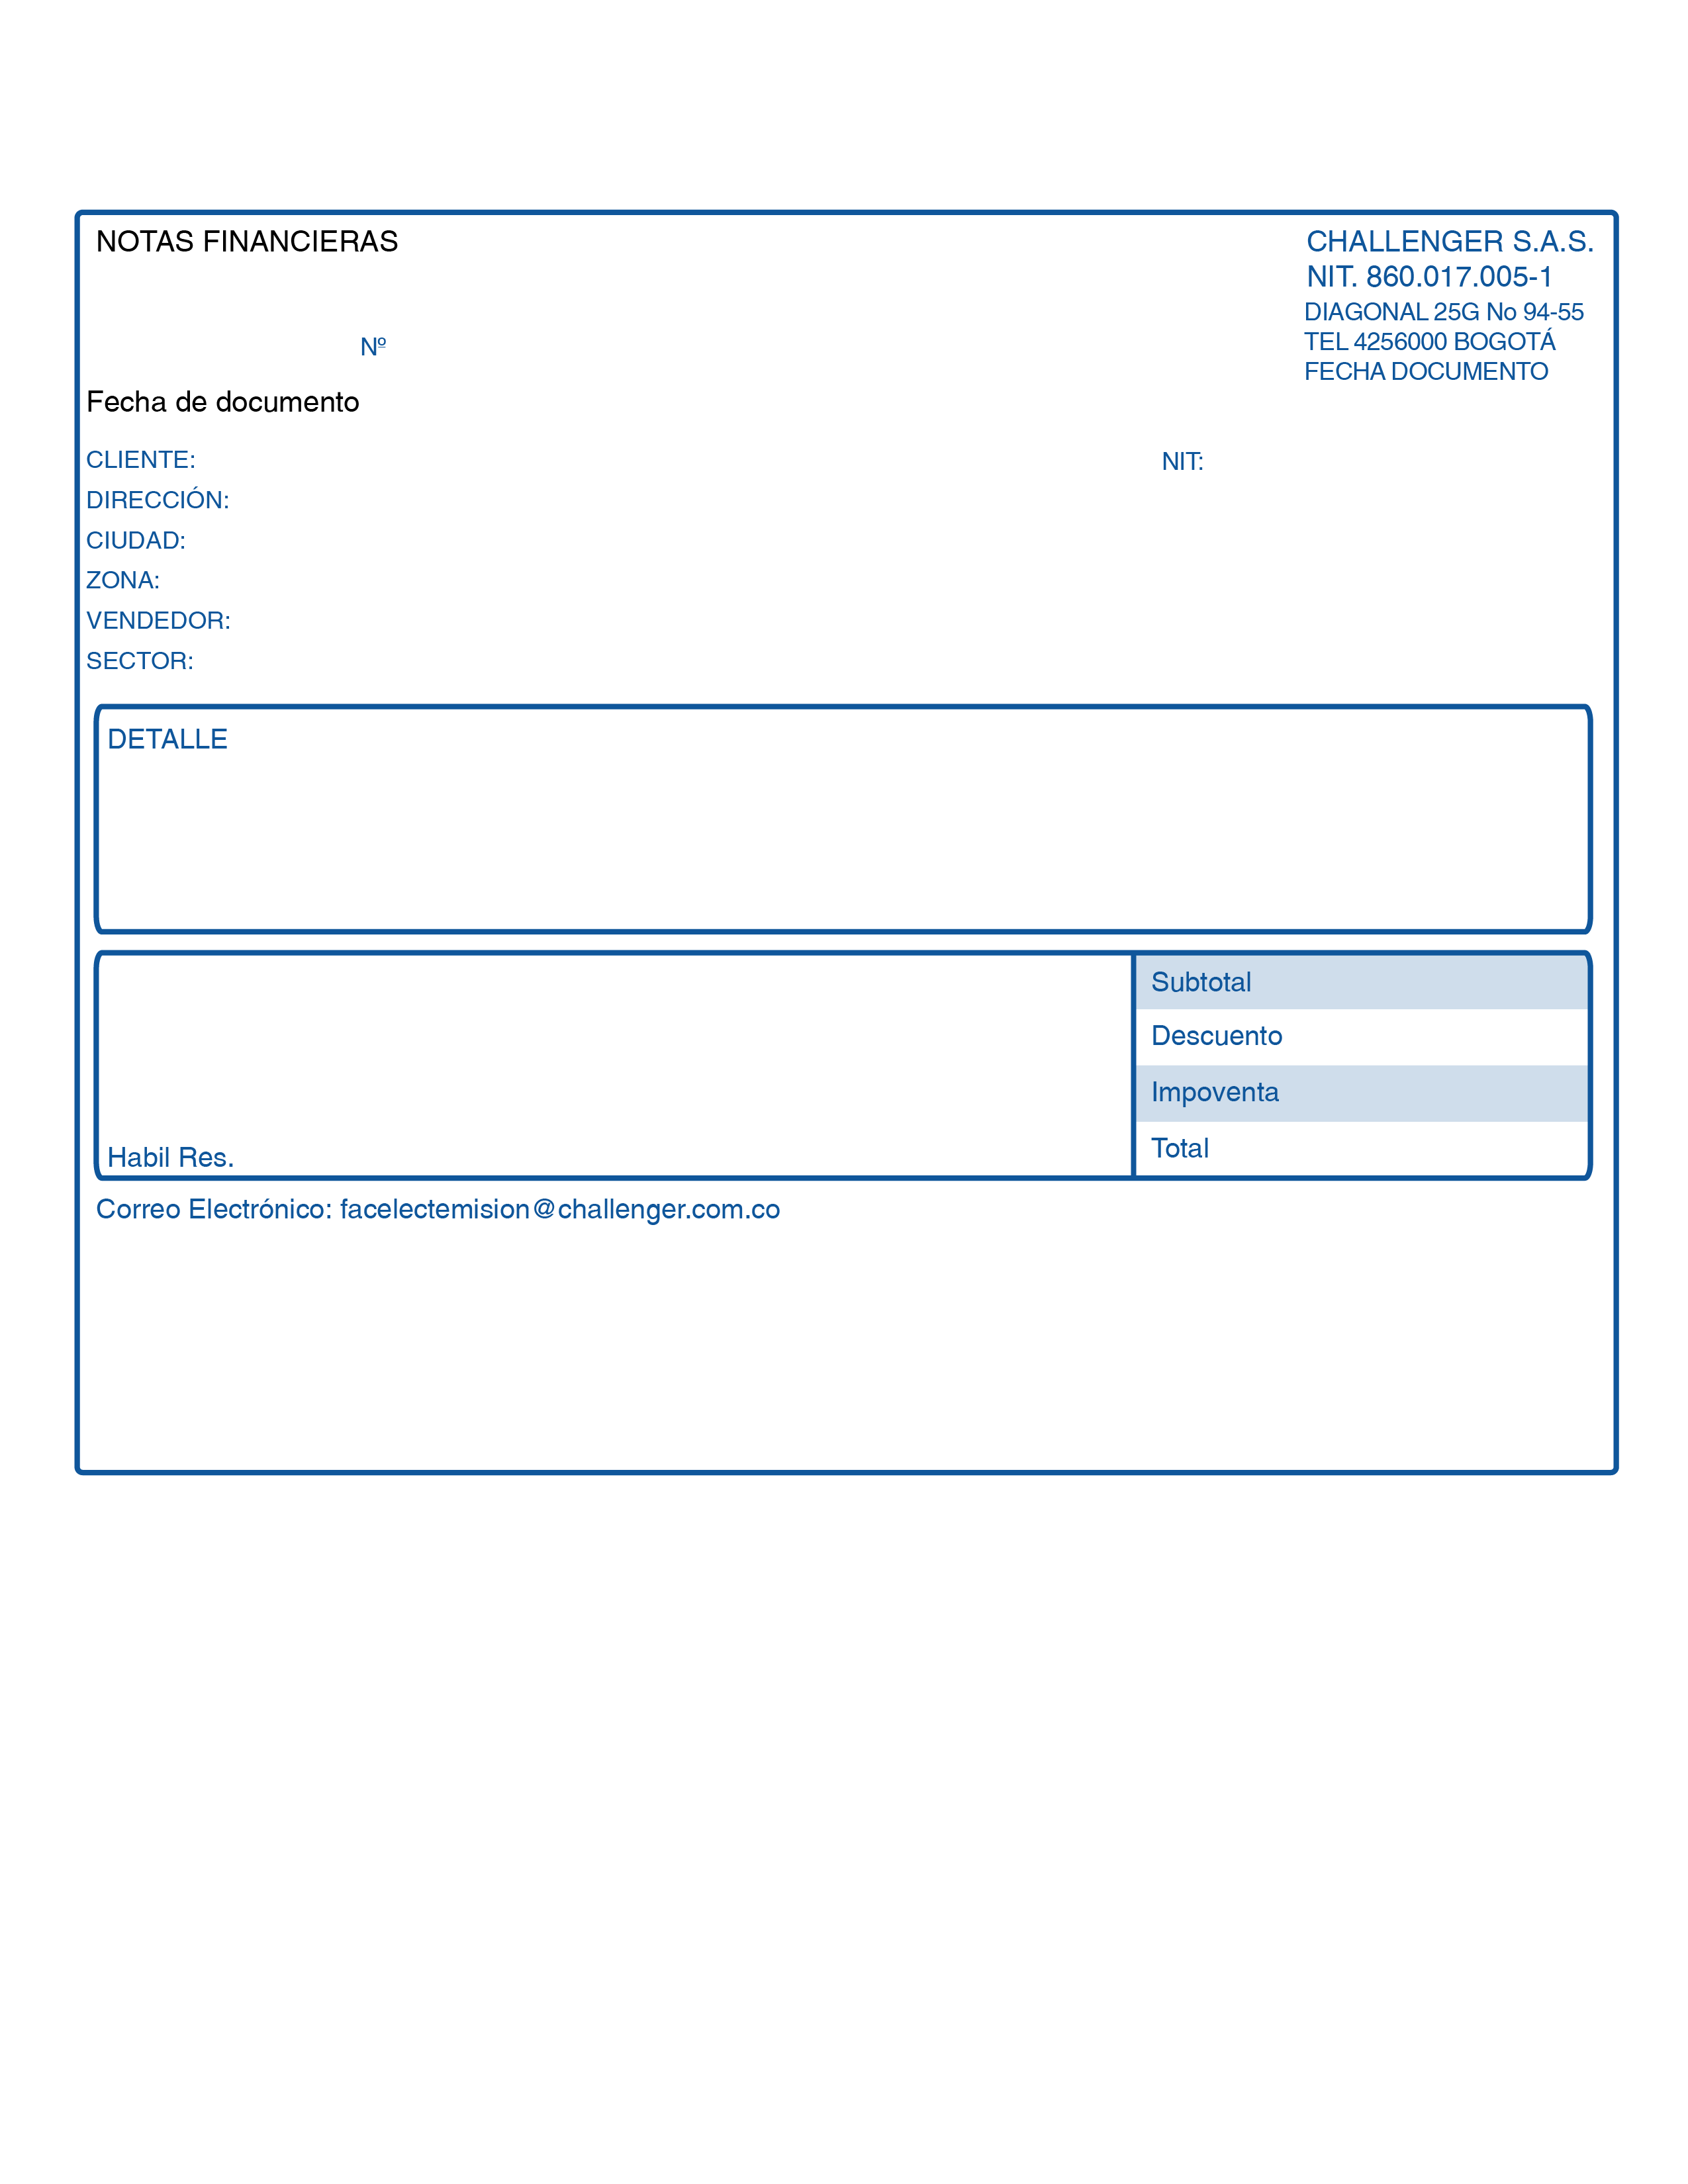 NOTAS FINANCIERAS
CHALLENGER S.A.S.
NIT. 860.017.005-1
DIAGONAL 25G No 94-55
TEL 4256000 BOGOTÁ
FECHA DOCUMENTO
Nº
Fecha de documento
CLIENTE:
NIT:
DIRECCIÓN:
CIUDAD:
ZONA:
VENDEDOR:
SECTOR:
DETALLE
Subtotal
Descuento
Impoventa
Total
Habil Res.
Correo Electrónico: facelectemision@challenger.com.co